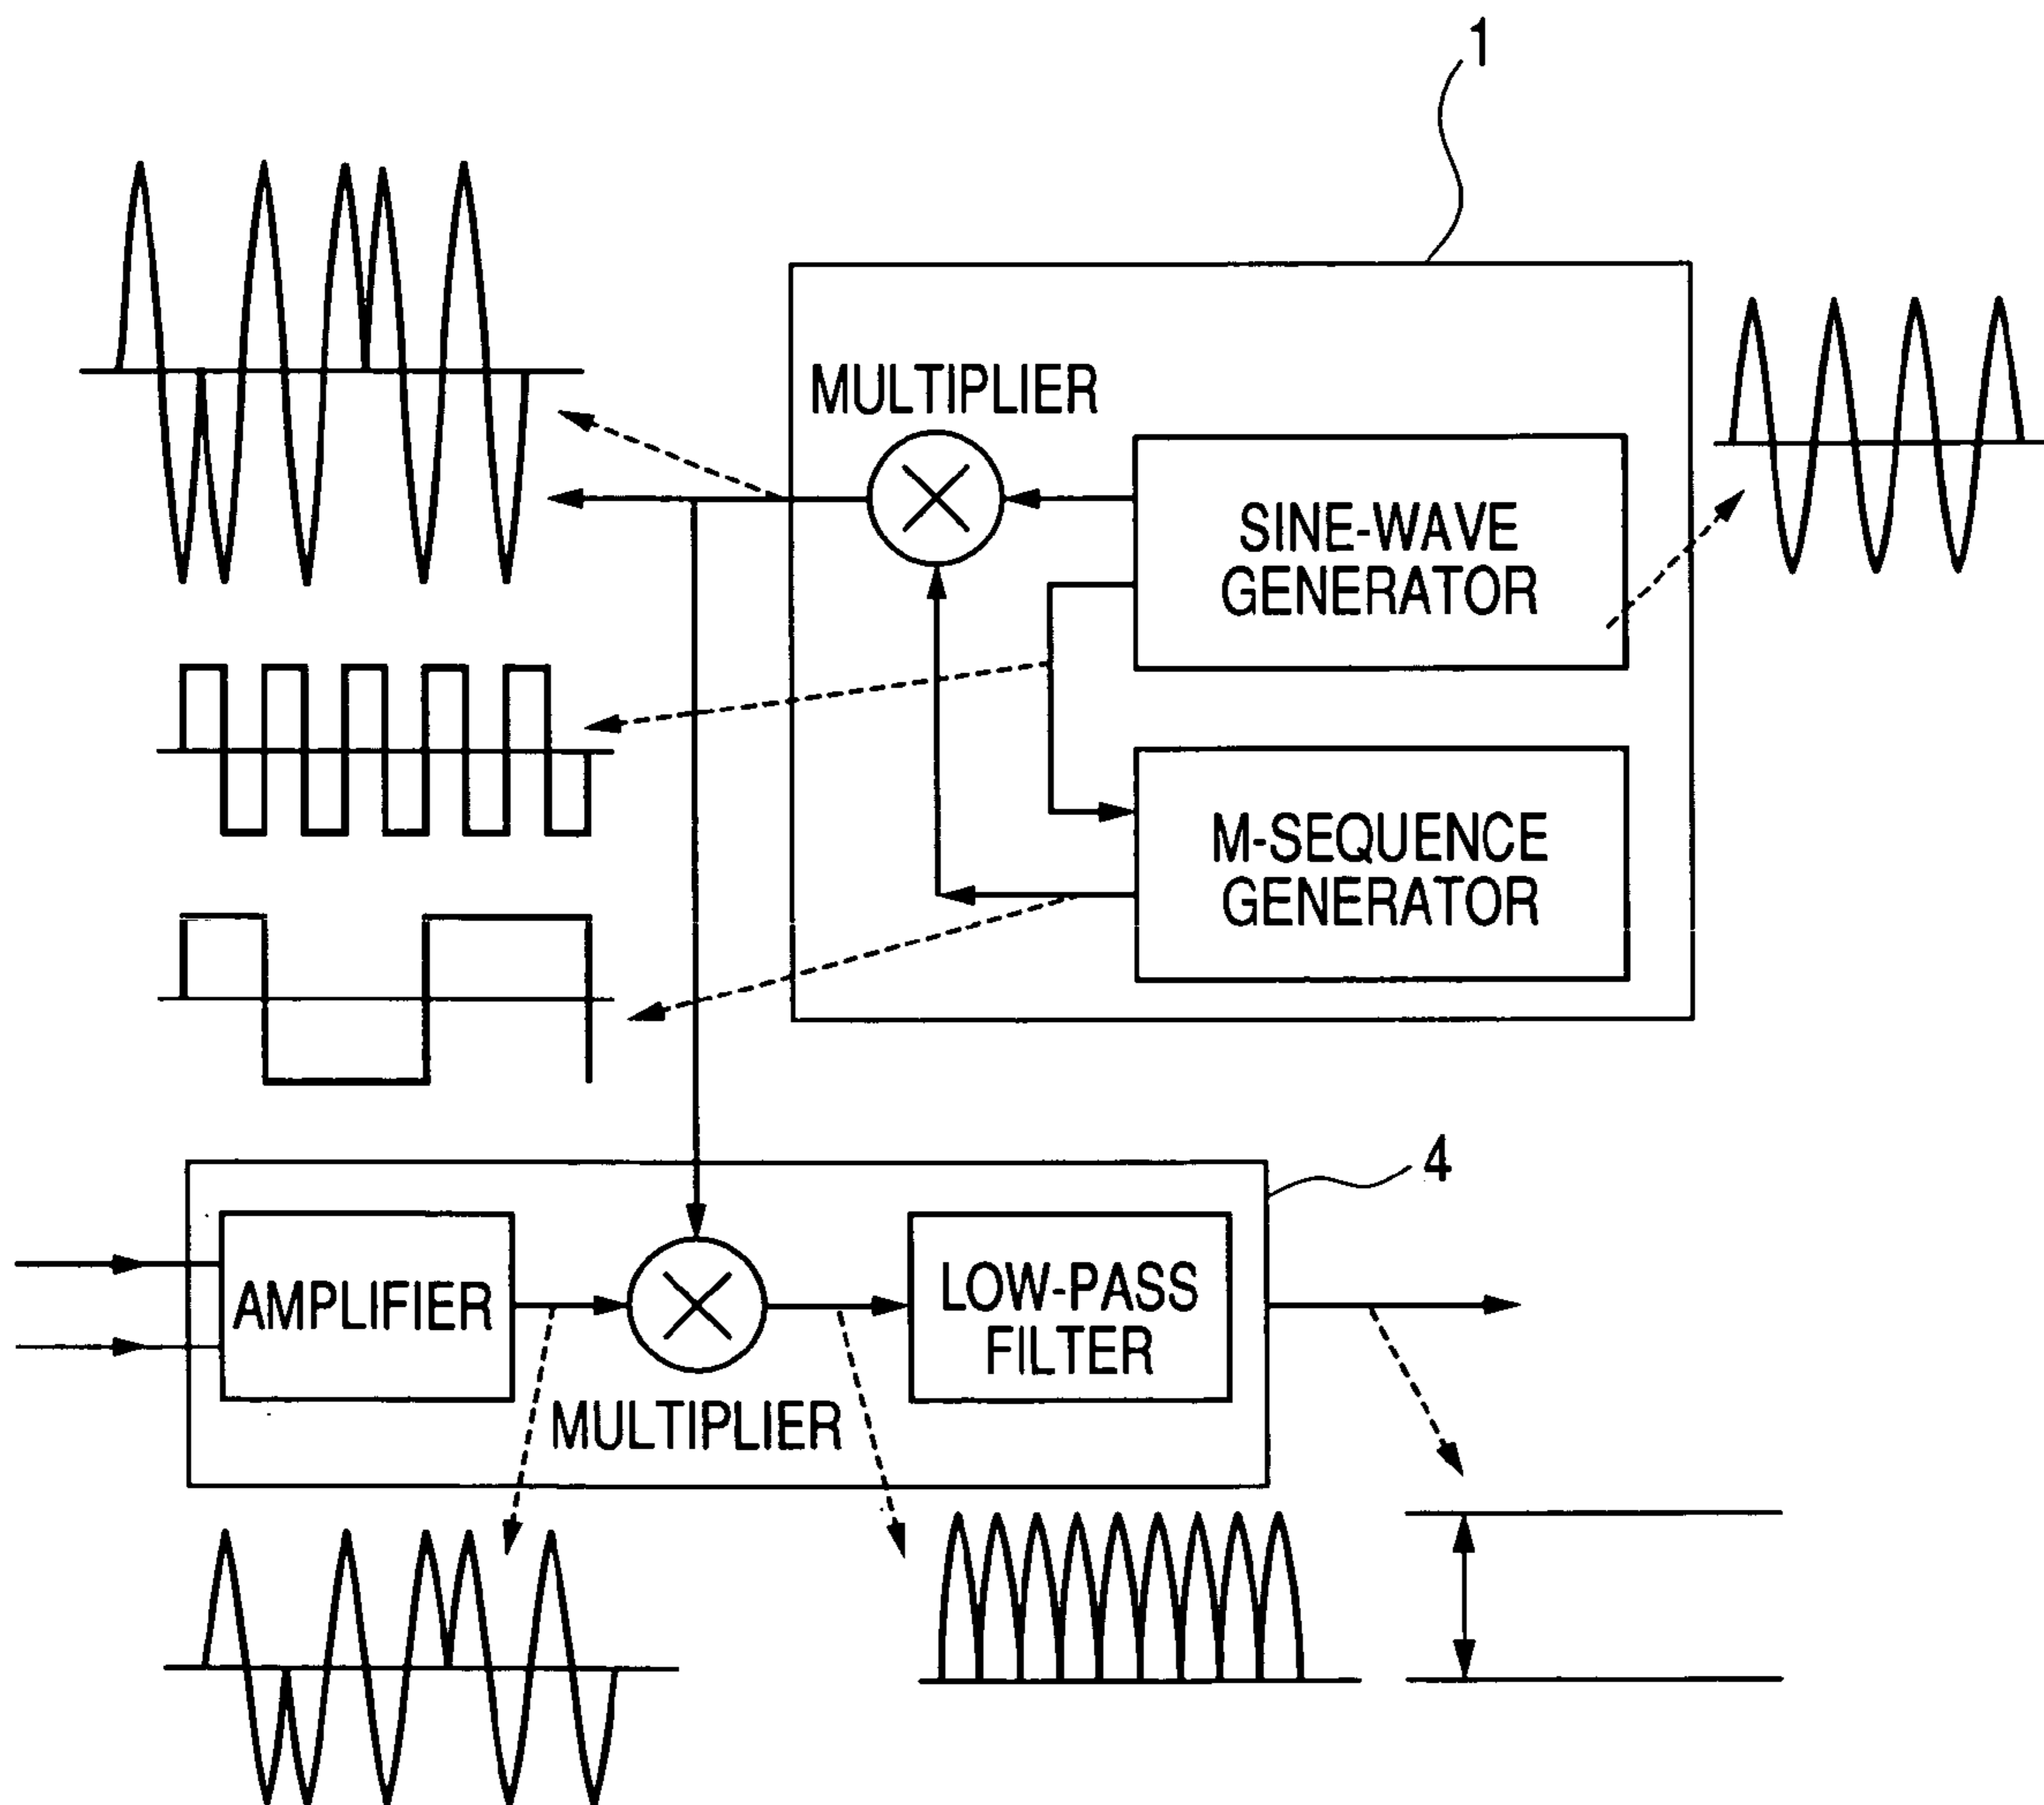 1
MULTIPLIER
SINE-WAVE
GENERATOR
M-SEQUENCE
GENERATOR
4
AMPLIFIER
LOW-PASS
FILTER
MULTIPLIER